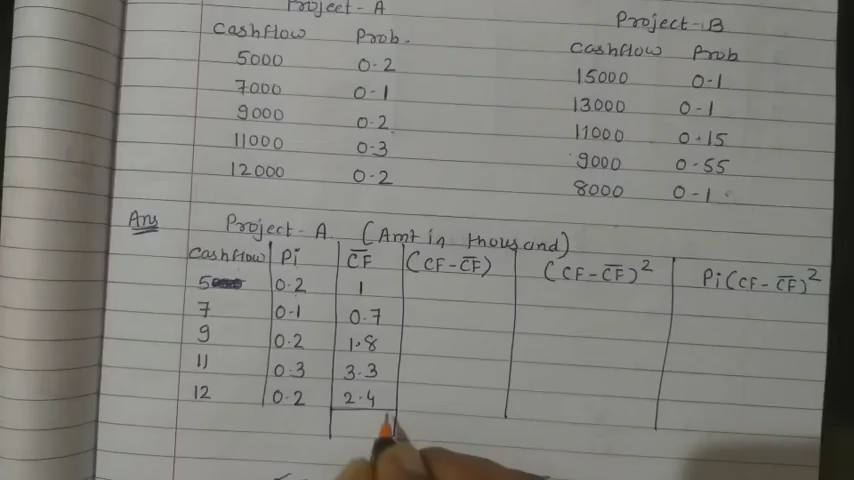 Project-A
Cashflow Prob.
5000 0.2
7000 0.1
9000 0.2
11000 0.3
12000 0.2
Project-B
Cashflow Prob
15000 0.1
13000 0.1
11000 0.15
9000 0.55
8000 0.1
Ans Project-A (Amt in thousand)
Cashflow Pi C̅F̅ (CF-C̅F̅) (CF-C̅F̅)² Pi(CF-C̅F̅)²
5 0.2 1
7 0.1 0.7
9 0.2 1.8
11 0.3 3.3
12 0.2 2.4